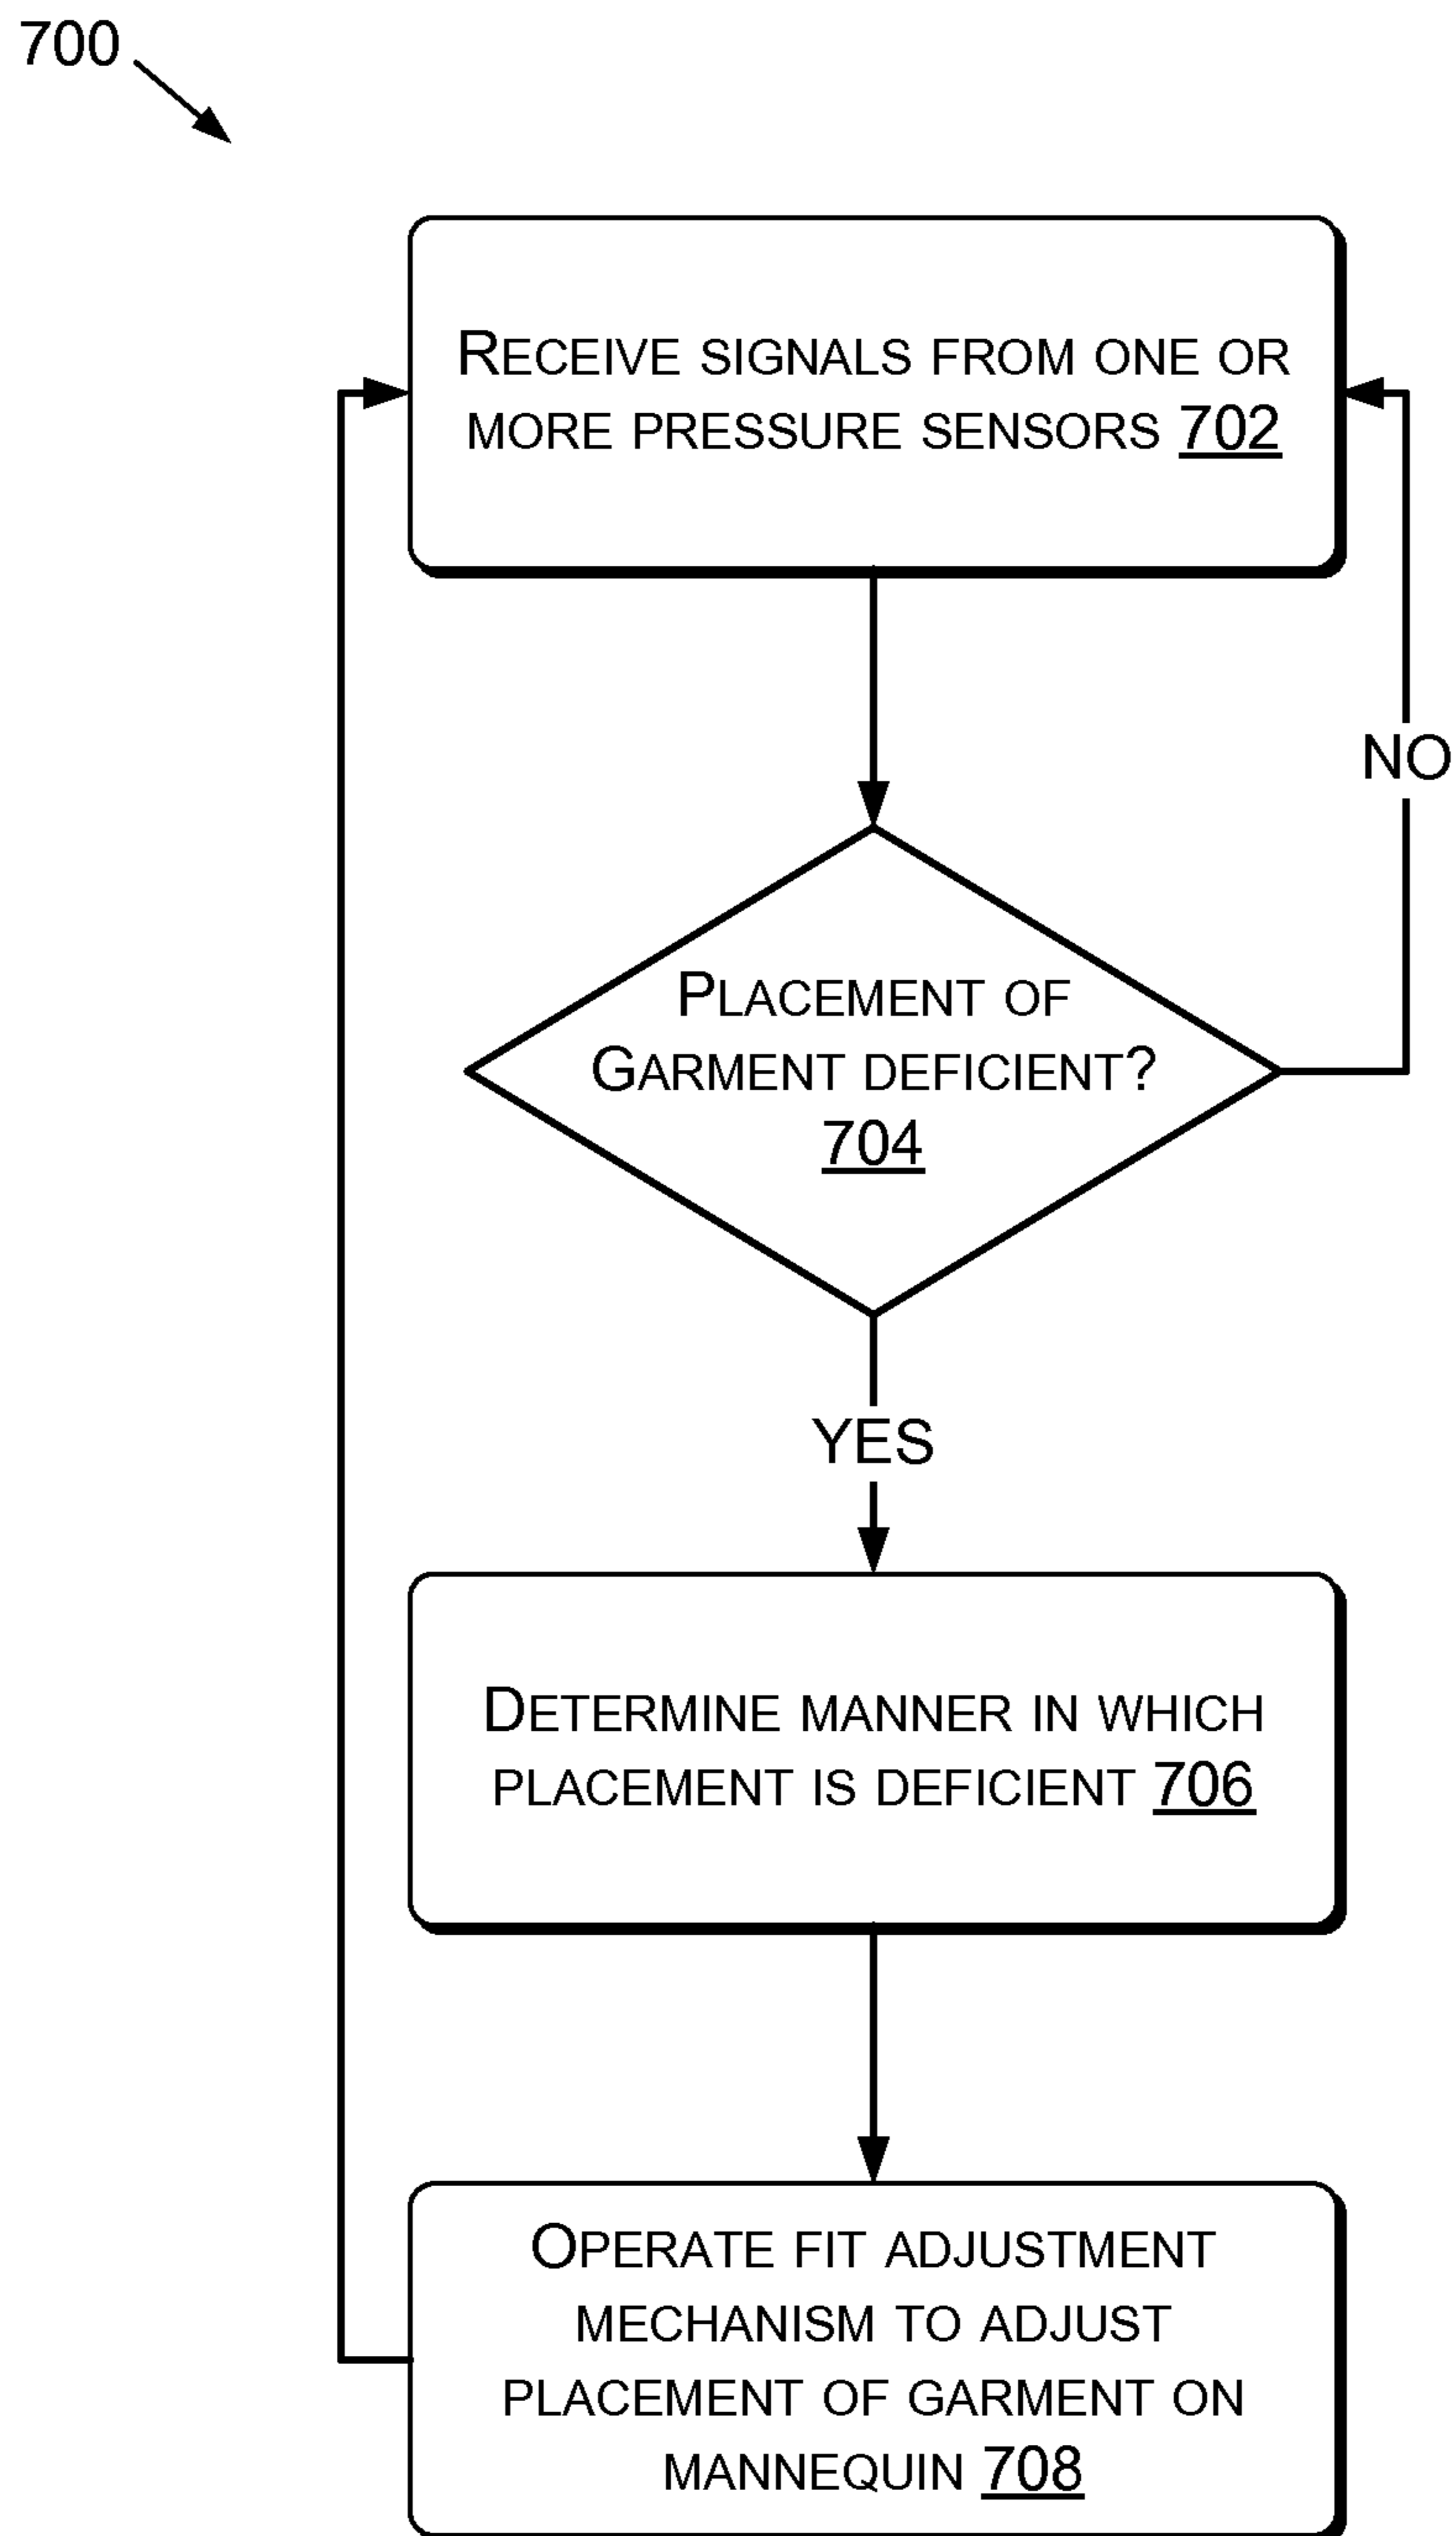 700
RECEIVE SIGNALS FROM ONE OR
MORE PRESSURE SENSORS 702
NO
PLACEMENT OF
GARMENT DEFICIENT?
704
YES
DETERMINE MANNER IN WHICH
PLACEMENT IS DEFICIENT 706
OPERATE FIT ADJUSTMENT
MECHANISM TO ADJUST
PLACEMENT OF GARMENT ON
MANNEQUIN 708